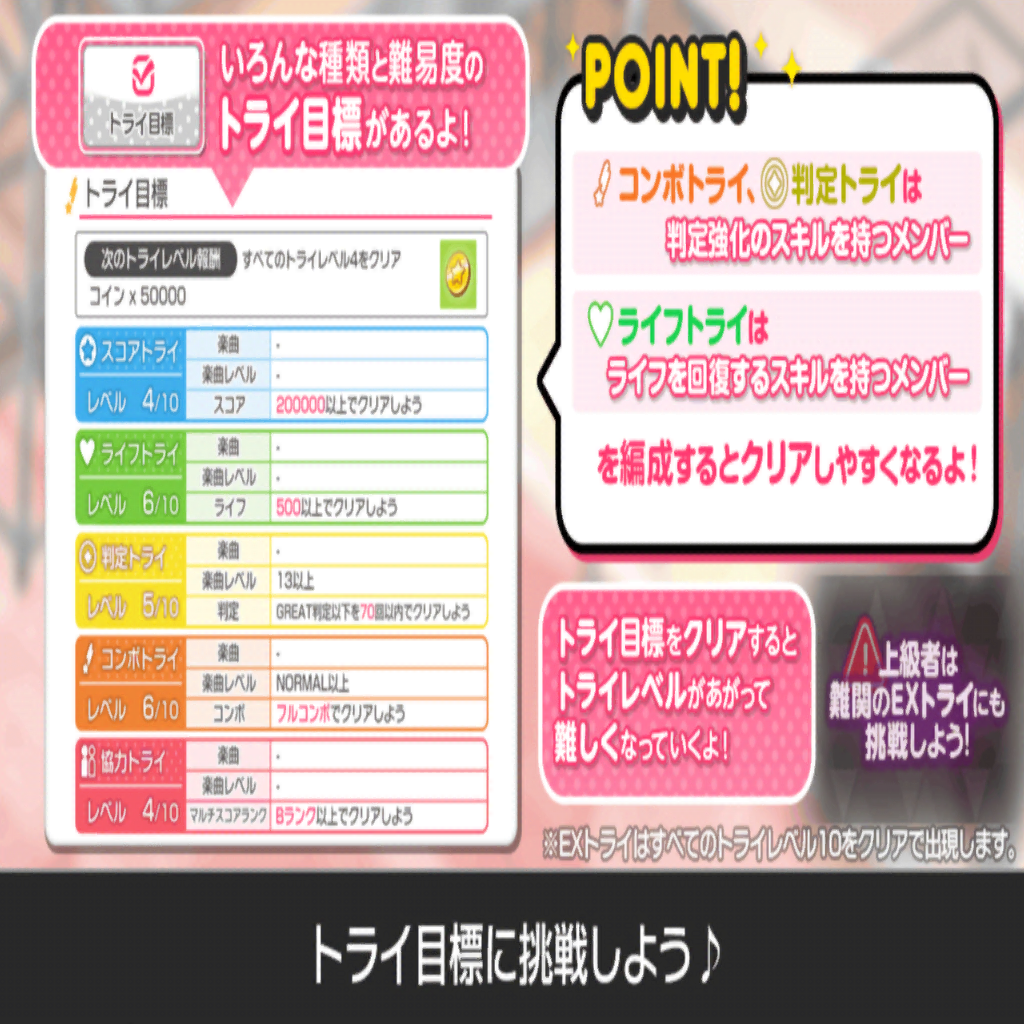 トライ目標
いろんな種類と難易度の
トライ目標があるよ!
トライ目標
次のトライレベル報酬 すべてのトライレベル4をクリア
コイン x 50000
スコアトライ
レベル 4/10
楽曲 -
楽曲レベル -
スコア 200000以上でクリアしよう
ライフトライ
レベル 6/10
楽曲 -
楽曲レベル -
ライフ 500以上でクリアしよう
判定トライ
レベル 5/10
楽曲 -
楽曲レベル 13以上
判定 GREAT判定以下を70回以内でクリアしよう
コンボトライ
レベル 6/10
楽曲 -
楽曲レベル NORMAL以上
コンボ フルコンボでクリアしよう
協力トライ
レベル 4/10
楽曲 -
楽曲レベル -
マルチスコアランク Bランク以上でクリアしよう
POINT!
コンボトライ、判定トライは
判定強化のスキルを持つメンバー
ライフトライは
ライフを回復するスキルを持つメンバー
を編成するとクリアしやすくなるよ!
トライ目標をクリアすると
トライレベルがあがって
難しくなっていくよ!
上級者は
難関のEXトライにも
挑戦しよう!
※EXトライはすべてのトライレベル10をクリアで出現します。
トライ目標に挑戦しよう♪